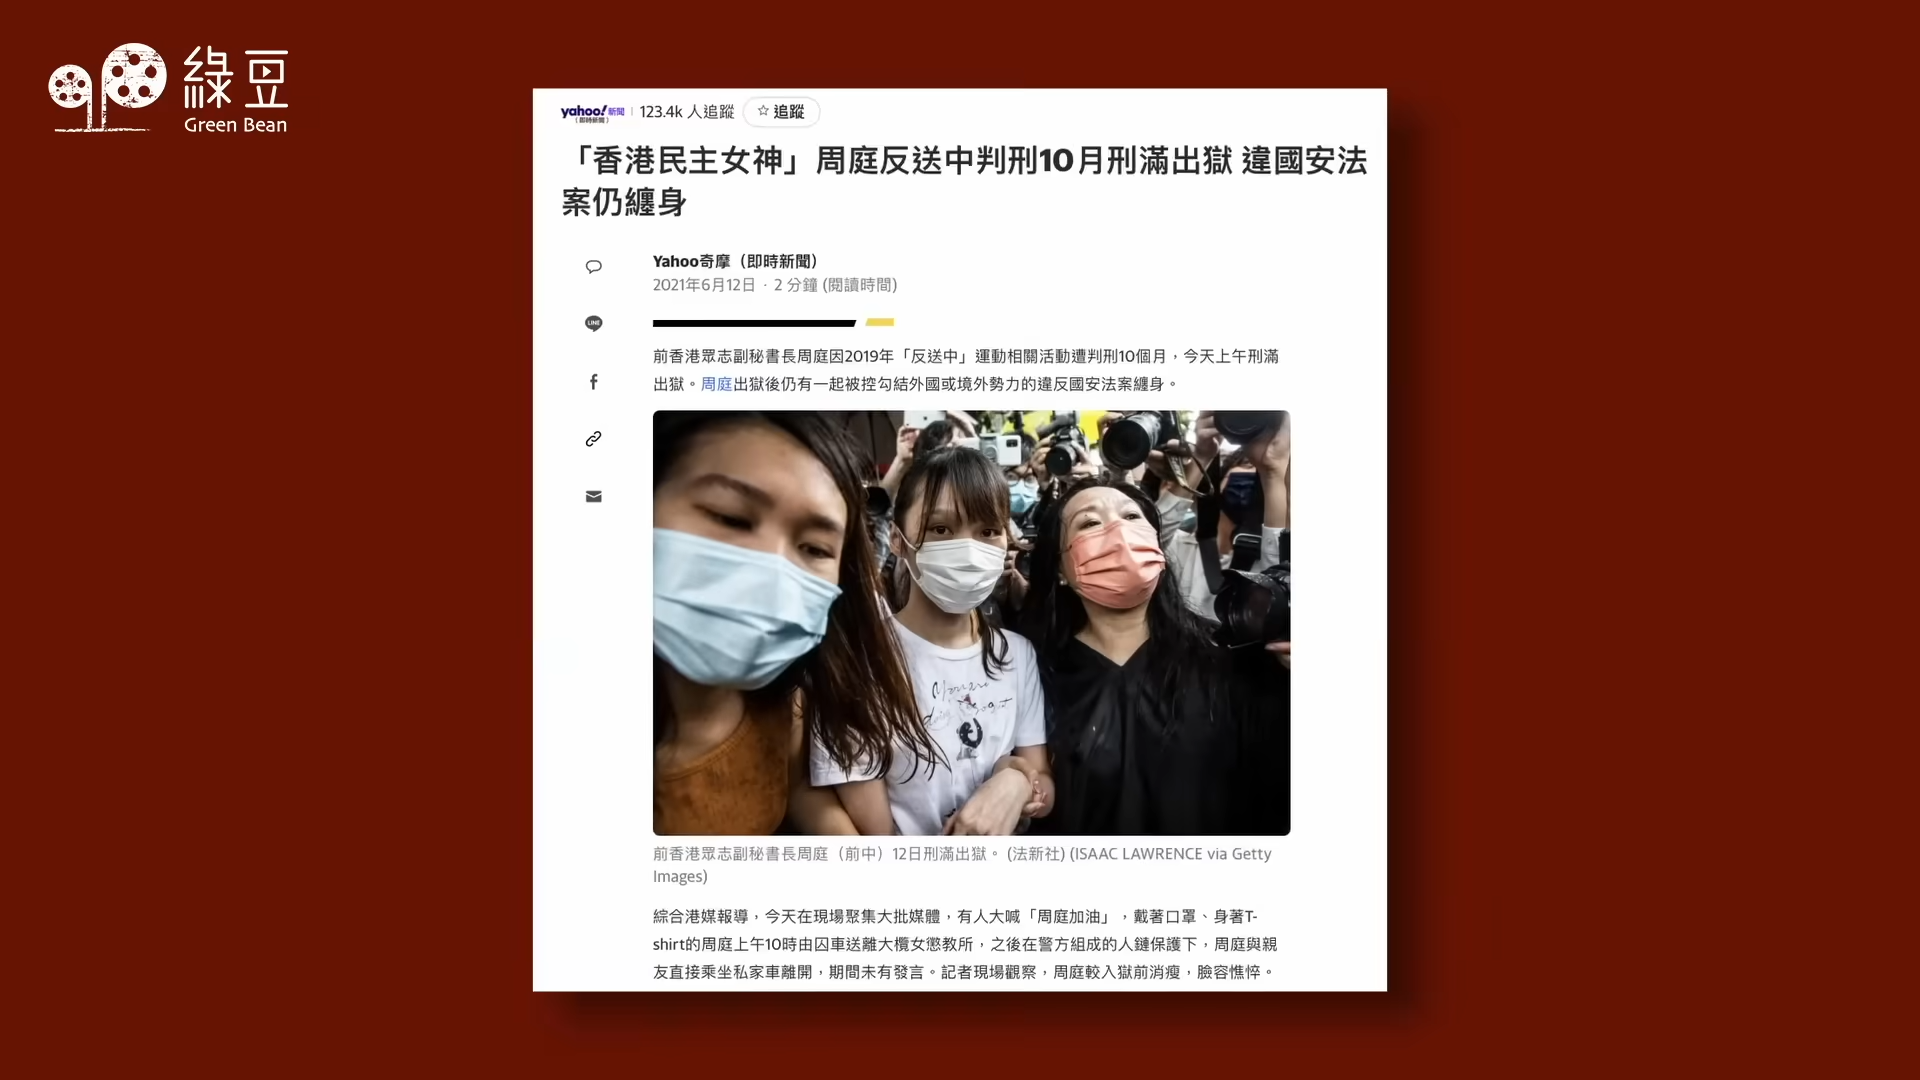 綠豆
Green Bean
yahoo!新聞
(即時新聞)
123.4k 人追蹤
☆ 追蹤
「香港民主女神」周庭反送中判刑10月刑滿出獄 違國安法
案仍纏身
Yahoo奇摩（即時新聞）
2021年6月12日 · 2 分鐘 (閱讀時間)
LINE
前香港眾志副秘書長周庭因2019年「反送中」運動相關活動遭判刑10個月，今天上午刑滿
出獄。周庭出獄後仍有一起被控勾結外國或境外勢力的違反國安法案纏身。
前香港眾志副秘書長周庭（前中）12日刑滿出獄。 (法新社) (ISAAC LAWRENCE via Getty
Images)
綜合港媒報導，今天在現場聚集大批媒體，有人大喊「周庭加油」，戴著口罩、身著T-
shirt的周庭上午10時由囚車送離大欖女懲教所，之後在警方組成的人鏈保護下，周庭與親
友直接乘坐私家車離開，期間未有發言。記者現場觀察，周庭較入獄前消瘦，臉容憔悴。